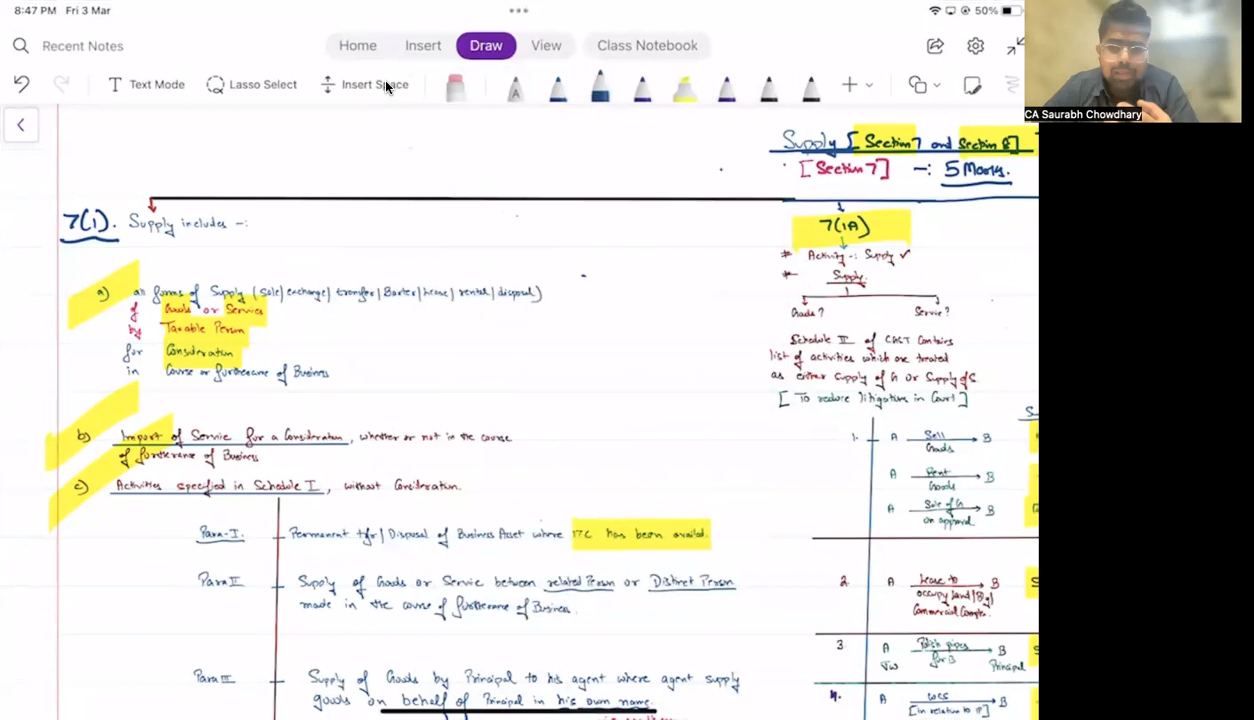 8:47 PM Fri 3 Mar
50%
Recent Notes
Home
Insert
Draw
View
Class Notebook
Text Mode
Lasso Select
Insert Space
CA Saurabh Chowdhary
Supply [Section 7 and Section 8]
[Section 7] -: 5 Marks.
7(1). Supply includes -:
a) all forms of Supply (Sale/exchange/transfer/Barter/lease/rental/disposal)
of Goods or Services
by Taxable Person
for Consideration
in Course or furtherance of Business
b) Import of Service for a Consideration, whether or not in the course
of furtherance of Business
c) Activities specified in Schedule I, without Consideration.
Para-I. Permanent tfr/Disposal of Business Asset where ITC has been availed.
Para II Supply of Goods or Service between related Person or Distinct Person
made in the course of furtherance of Business.
Para III Supply of Goods by Principal to his agent where agent supply
goods on behalf of Principal in his own name.
7(1A)
* Activity -: Supply ✓
* Supply
Goods? Service?
Schedule II of CGST Contains
list of activities which are treated
as either Supply of G or Supply of S
[To reduce litigation in Court]
1. A Sell Goods B
A Rent Goods B
A Sale of G on approval B
2. A Lease to B
occupy land/Bldg/
Commercial Complex.
3 A JW for B B Principal
4. A WCS B
[in relation to IP]